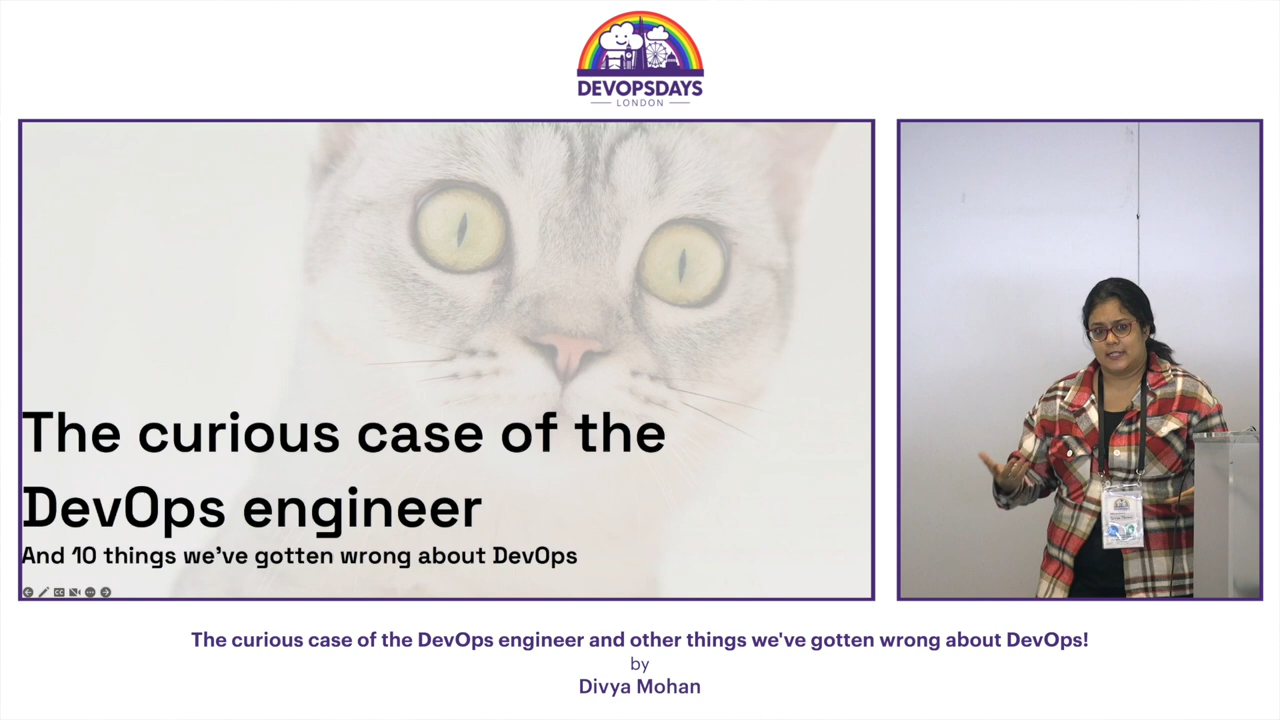 DEVOPSDAYS
LONDON
The curious case of the
DevOps engineer
And 10 things we've gotten wrong about DevOps
The curious case of the DevOps engineer and other things we've gotten wrong about DevOps!
by
Divya Mohan